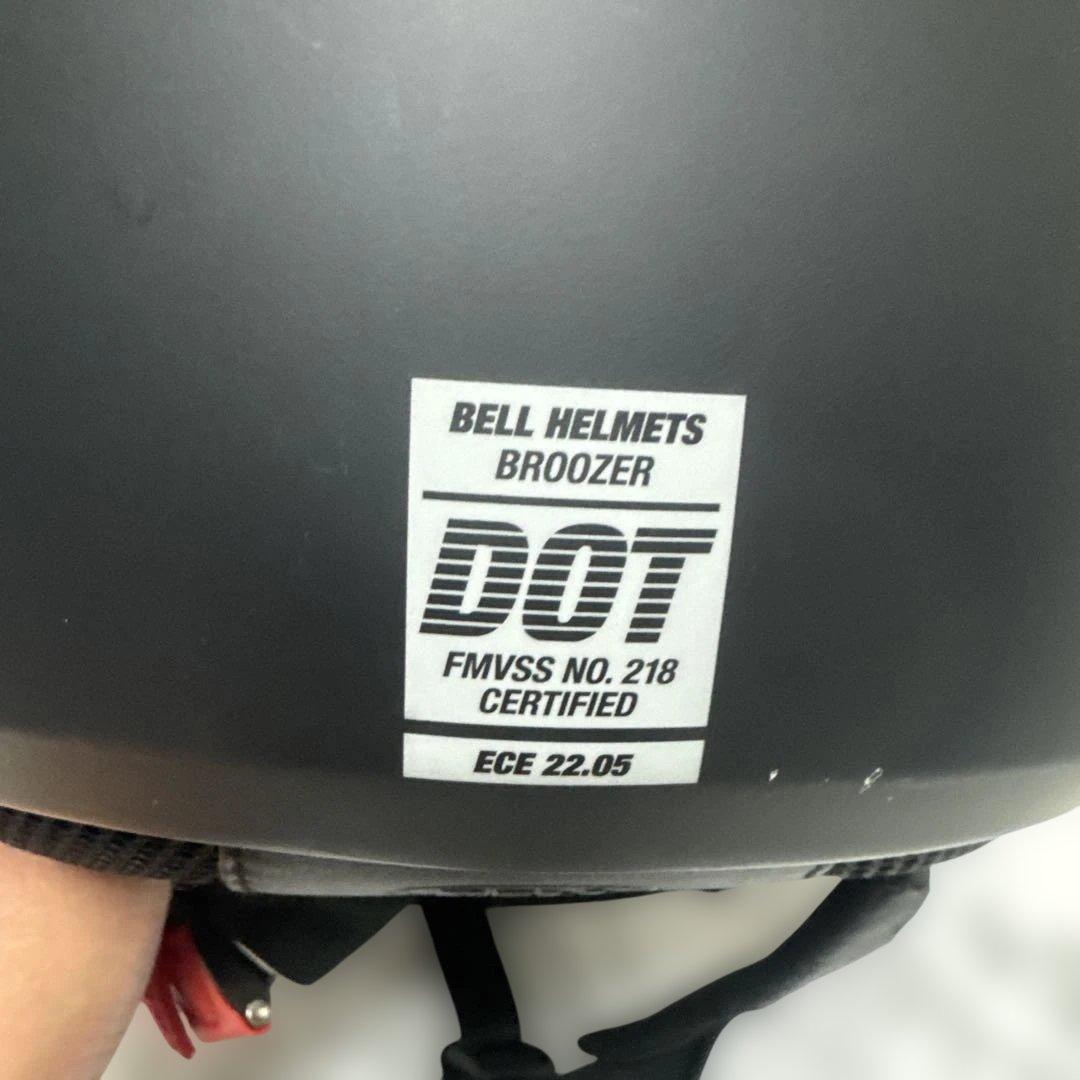 BELL HELMETS
BROOZER
DOT
FMVSS NO. 218
CERTIFIED
ECE 22.05